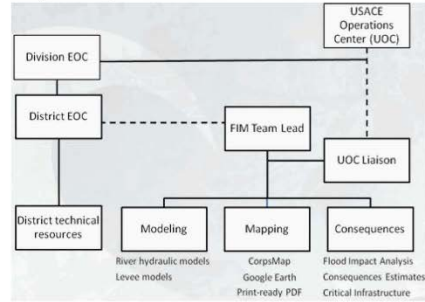 USACE
Operations
Center (UOC)
Division EOC
District EOC
FIM Team Lead
UOC Liaison
District technical
resources
Modeling
Mapping
Consequences
River hydraulic models
Levee models
CorpsMap
Google Earth
Print-ready PDF
Flood Impact Analysis
Consequences Estimates
Critical Infrastructure